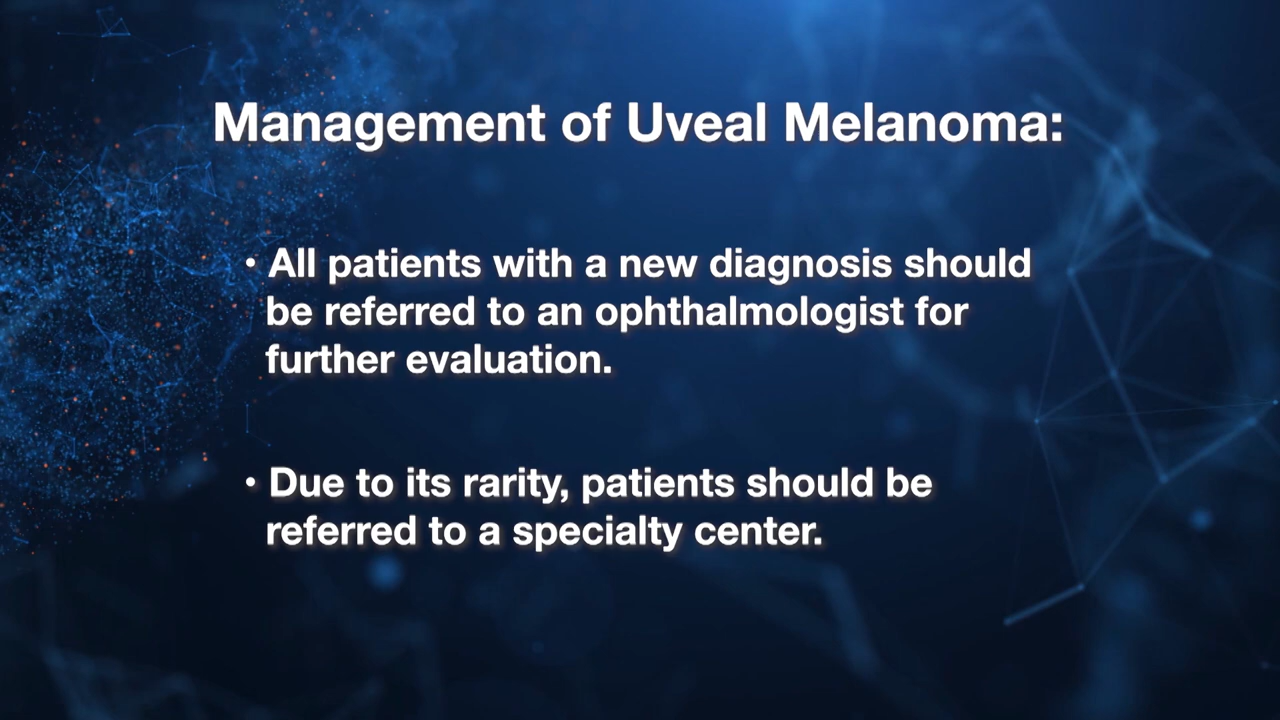 Management of Uveal Melanoma:
• All patients with a new diagnosis should
be referred to an ophthalmologist for
further evaluation.
• Due to its rarity, patients should be
referred to a specialty center.